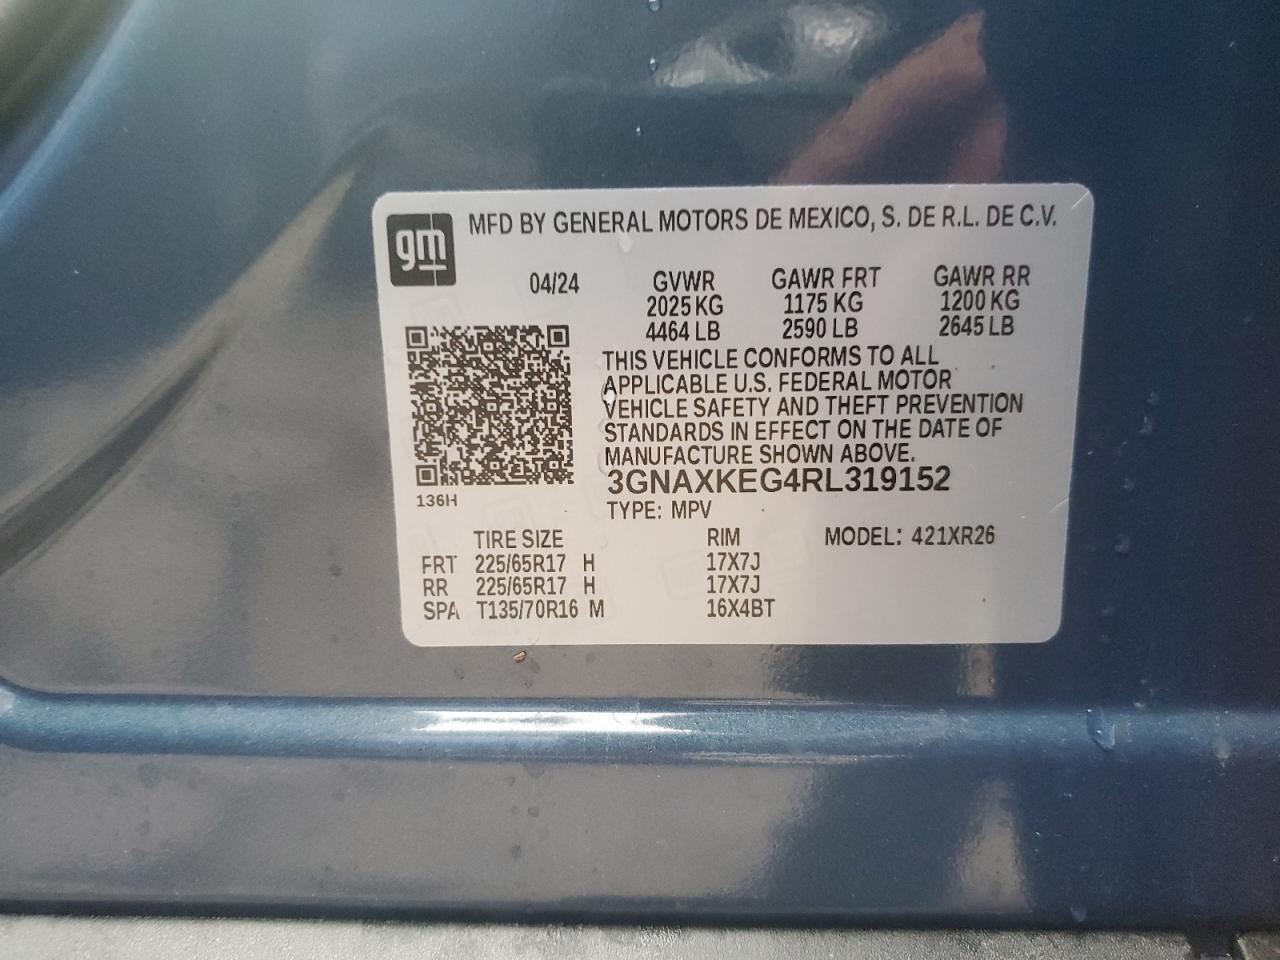 gm MFD BY GENERAL MOTORS DE MEXICO, S. DE R.L. DE C.V.
04/24 GVWR GAWR FRT GAWR RR
2025 KG 1175 KG 1200 KG
4464 LB 2590 LB 2645 LB
THIS VEHICLE CONFORMS TO ALL
APPLICABLE U.S. FEDERAL MOTOR
VEHICLE SAFETY AND THEFT PREVENTION
STANDARDS IN EFFECT ON THE DATE OF
MANUFACTURE SHOWN ABOVE.
3GNAXKEG4RL319152
136H
TYPE: MPV
TIRE SIZE RIM MODEL: 421XR26
FRT 225/65R17 H 17X7J
RR 225/65R17 H 17X7J
SPA T135/70R16 M 16X4BT